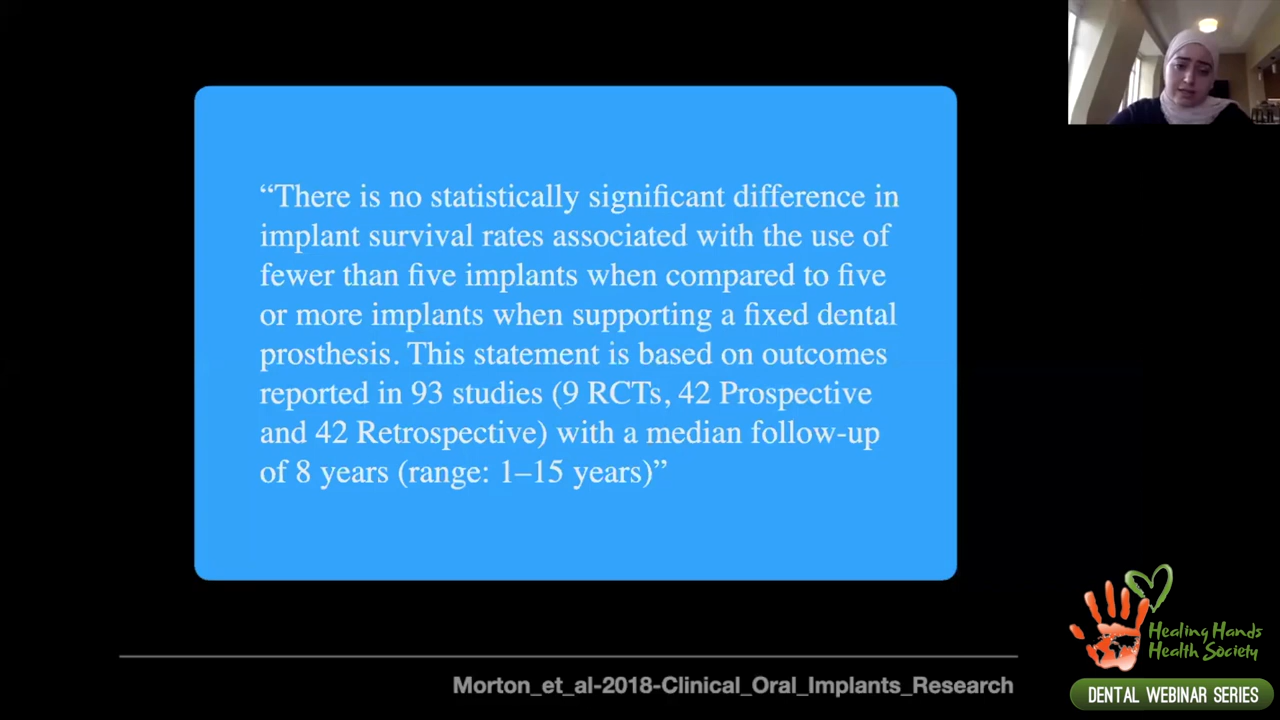 “There is no statistically significant difference in
implant survival rates associated with the use of
fewer than five implants when compared to five
or more implants when supporting a fixed dental
prosthesis. This statement is based on outcomes
reported in 93 studies (9 RCTs, 42 Prospective
and 42 Retrospective) with a median follow-up
of 8 years (range: 1–15 years)”
Morton_et_al-2018-Clinical_Oral_Implants_Research
Healing Hands
Health Society
DENTAL WEBINAR SERIES